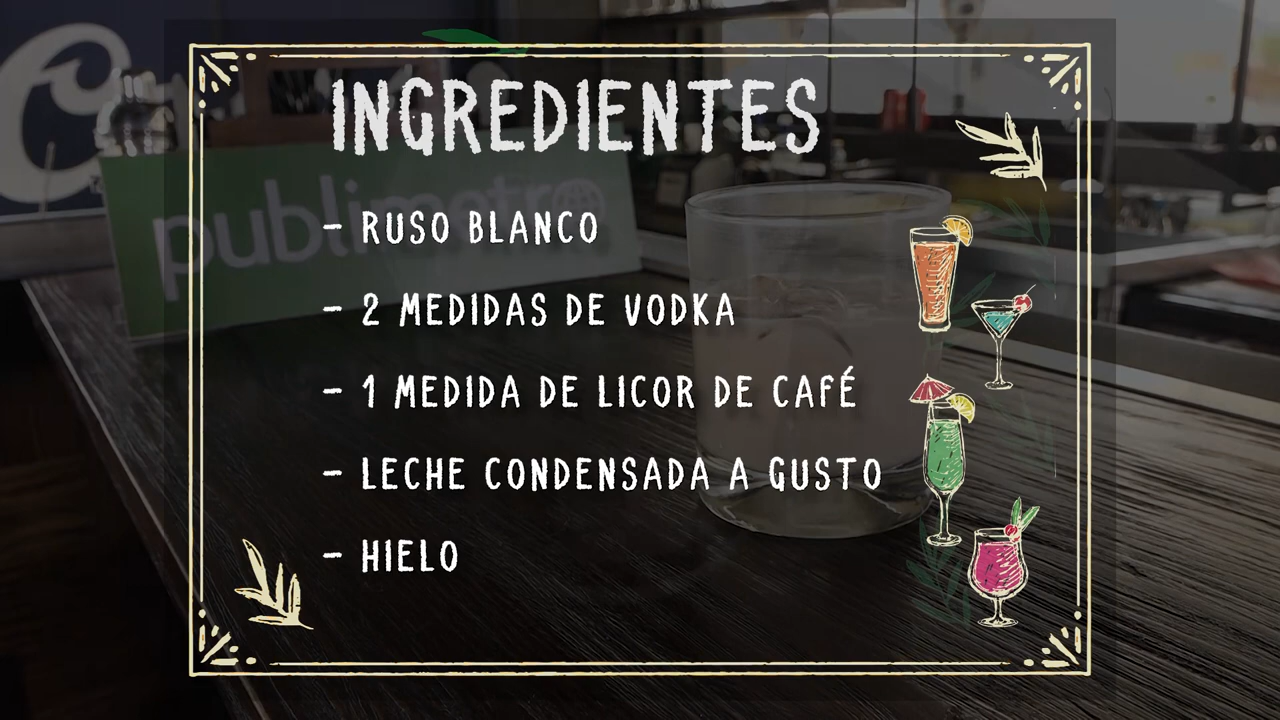 INGREDIENTES
publimetro
- RUSO BLANCO
- 2 MEDIDAS DE VODKA
- 1 MEDIDA DE LICOR DE CAFÉ
- LECHE CONDENSADA A GUSTO
- HIELO